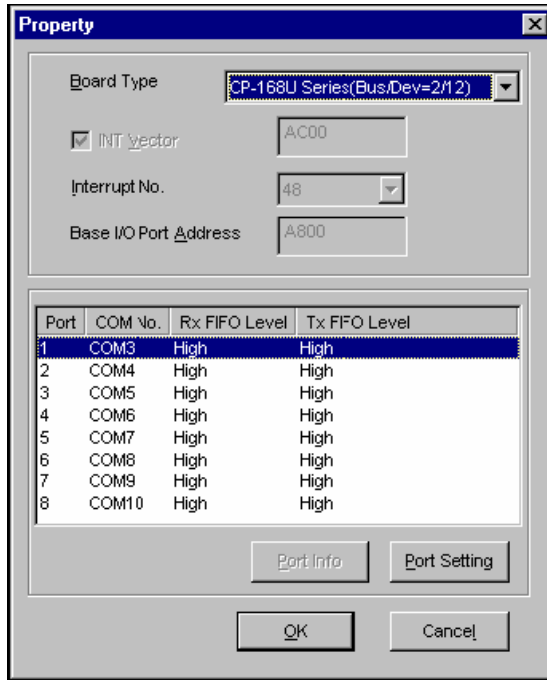 Property
Board Type CP-168U Series(Bus/Dev=2/12)
INT Vector AC00
Interrupt No. 48
Base I/O Port Address A800
Port COM No. Rx FIFO Level Tx FIFO Level
1 COM3 High High
2 COM4 High High
3 COM5 High High
4 COM6 High High
5 COM7 High High
6 COM8 High High
7 COM9 High High
8 COM10 High High
Port Info Port Setting
OK Cancel